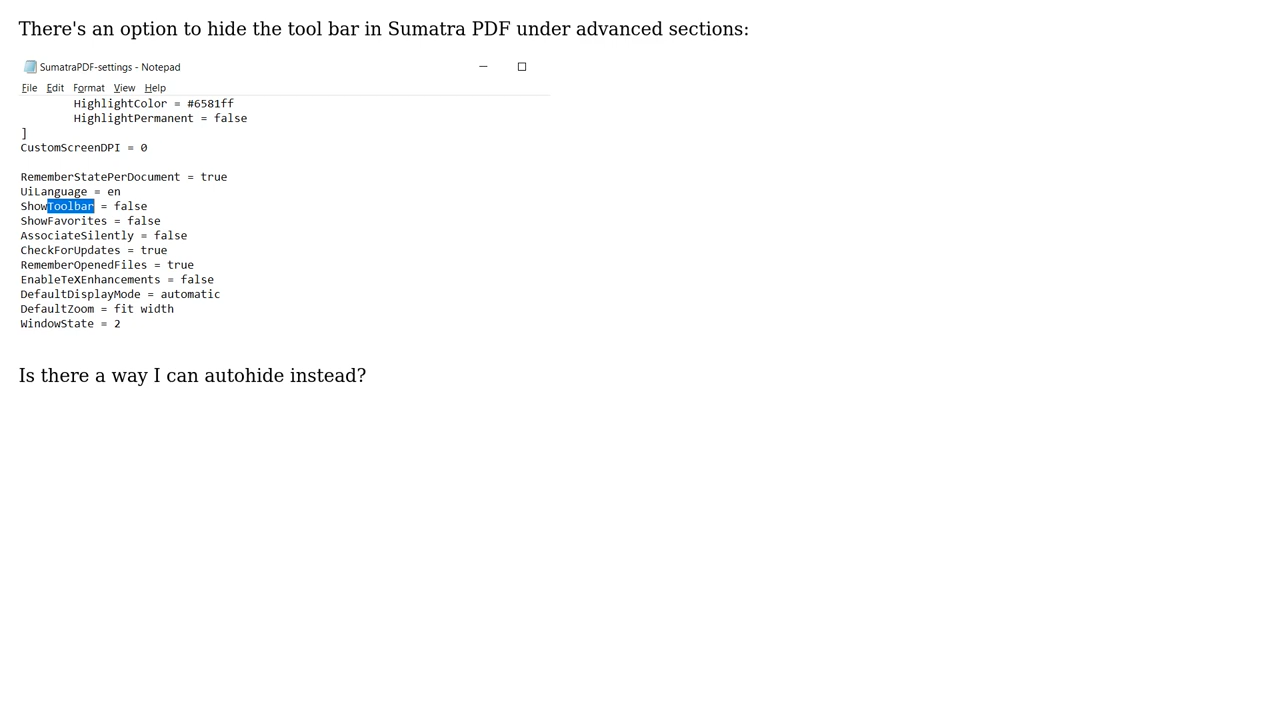 There's an option to hide the tool bar in Sumatra PDF under advanced sections:
SumatraPDF-settings - Notepad
File Edit Format View Help
HighlightColor = #6581ff
HighlightPermanent = false
]
CustomScreenDPI = 0
RememberStatePerDocument = true
UiLanguage = en
ShowToolbar = false
ShowFavorites = false
AssociateSilently = false
CheckForUpdates = true
RememberOpenedFiles = true
EnableTeXEnhancements = false
DefaultDisplayMode = automatic
DefaultZoom = fit width
WindowState = 2
Is there a way I can autohide instead?